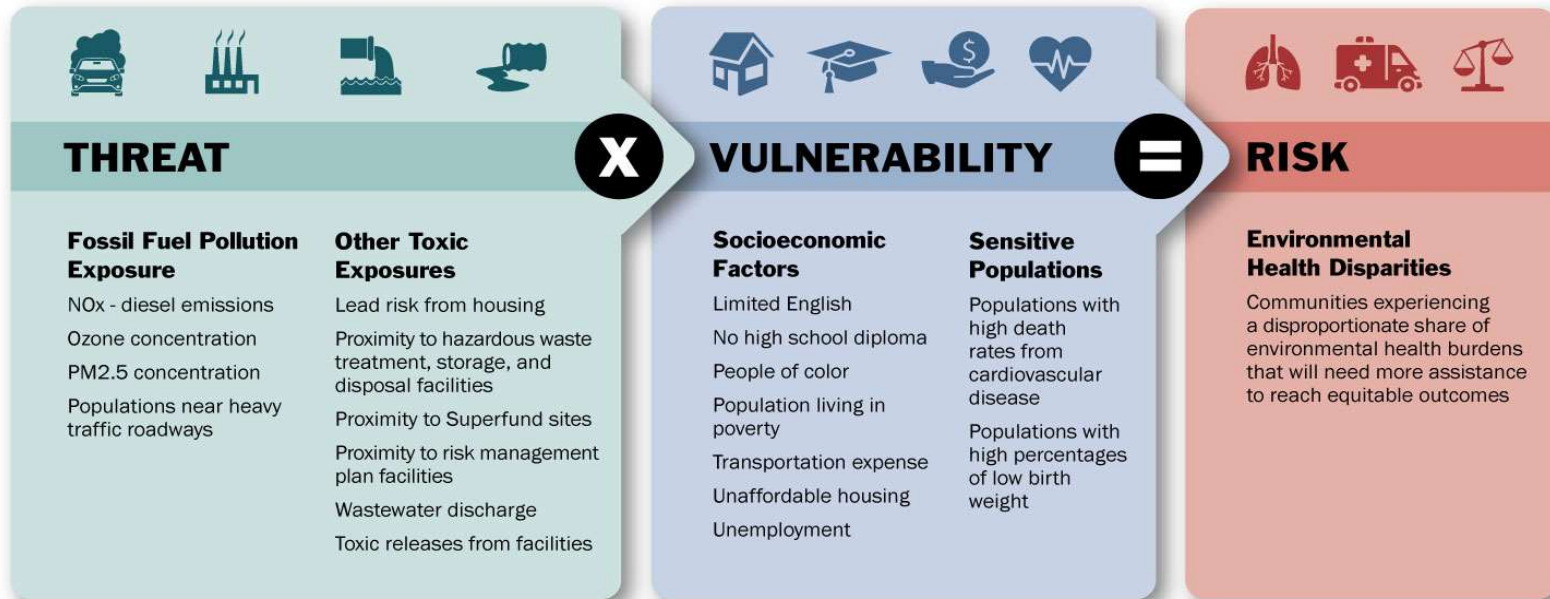 THREAT
X
VULNERABILITY
=
RISK
Fossil Fuel Pollution
Exposure
NOx - diesel emissions
Ozone concentration
PM2.5 concentration
Populations near heavy
traffic roadways
Other Toxic
Exposures
Lead risk from housing
Proximity to hazardous waste
treatment, storage, and
disposal facilities
Proximity to Superfund sites
Proximity to risk management
plan facilities
Wastewater discharge
Toxic releases from facilities
$
Socioeconomic
Factors
Limited English
No high school diploma
People of color
Population living in
poverty
Transportation expense
Unaffordable housing
Unemployment
Sensitive
Populations
Populations with
high death
rates from
cardiovascular
disease
Populations with
high percentages
of low birth
weight
Environmental
Health Disparities
Communities experiencing
a disproportionate share of
environmental health burdens
that will need more assistance
to reach equitable outcomes